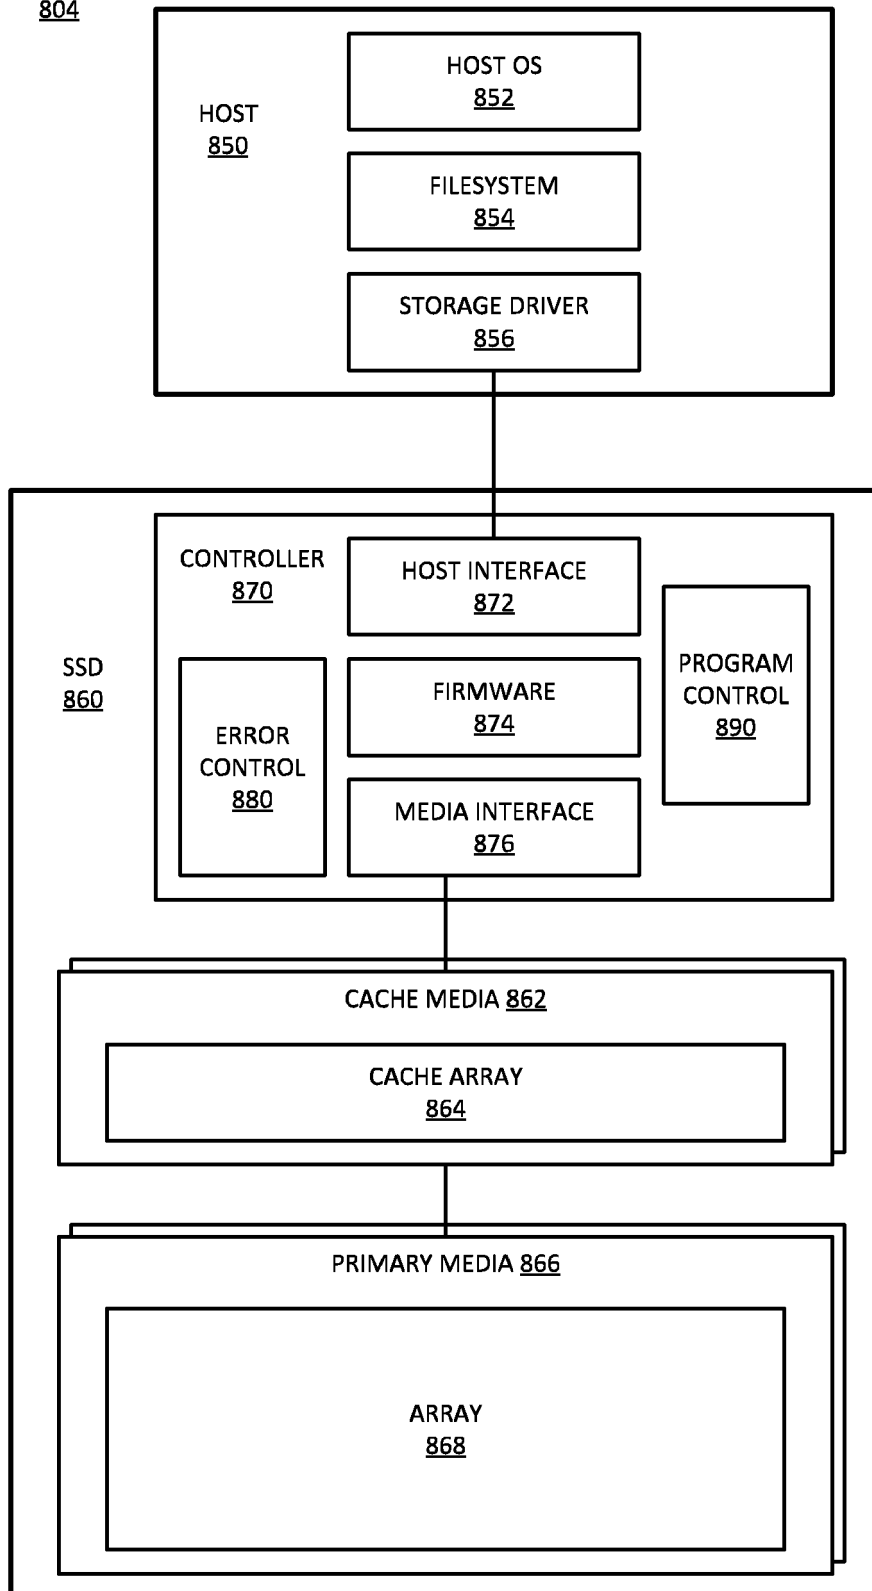 804
HOST
850
HOST OS
852
FILESYSTEM
854
STORAGE DRIVER
856
SSD
860
CONTROLLER
870
HOST INTERFACE
872
FIRMWARE
874
MEDIA INTERFACE
876
ERROR
CONTROL
880
PROGRAM
CONTROL
890
CACHE MEDIA 862
CACHE ARRAY
864
PRIMARY MEDIA 866
ARRAY
868